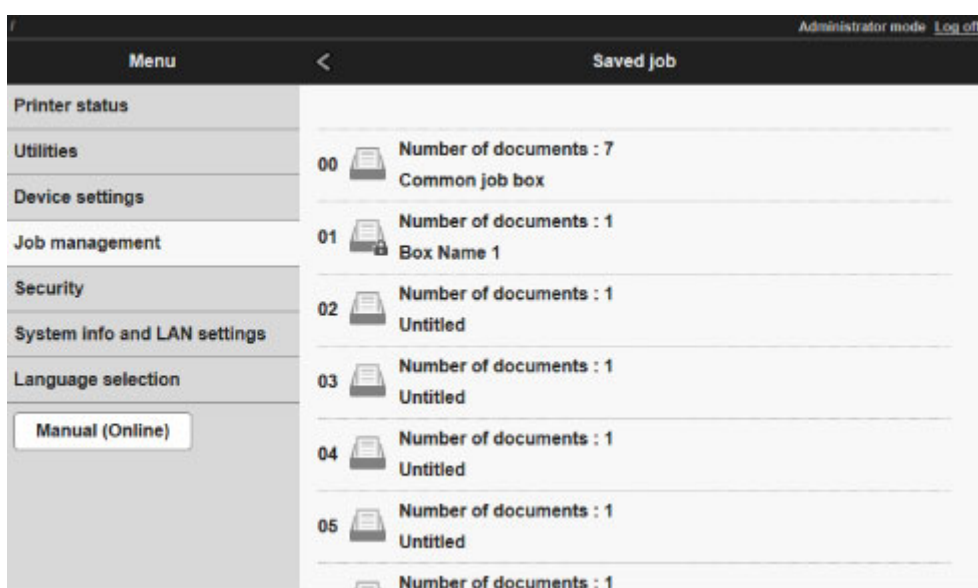 /
Administrator mode Log off
Menu
< Saved job
Printer status
Utilities
Device settings
Job management
Security
System info and LAN settings
Language selection
Manual (Online)
00 Number of documents : 7
Common job box
01 Number of documents : 1
Box Name 1
02 Number of documents : 1
Untitled
03 Number of documents : 1
Untitled
04 Number of documents : 1
Untitled
05 Number of documents : 1
Untitled
Number of documents : 1